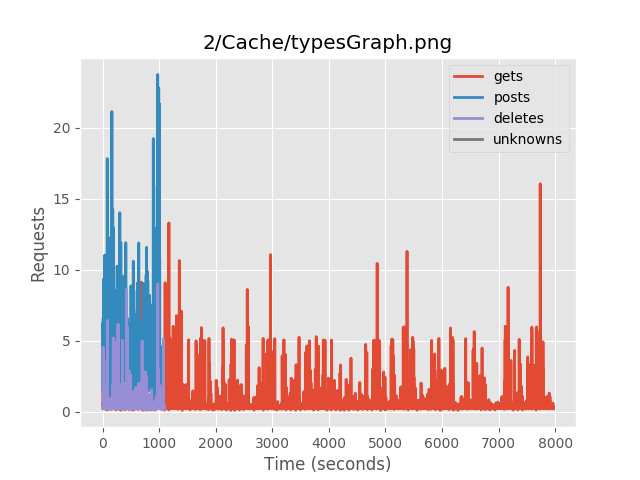 2/Cache/typesGraph.png
gets
posts
deletes
unknowns
Requests
20
15
10
5
0
0 1000 2000 3000 4000 5000 6000 7000 8000
Time (seconds)